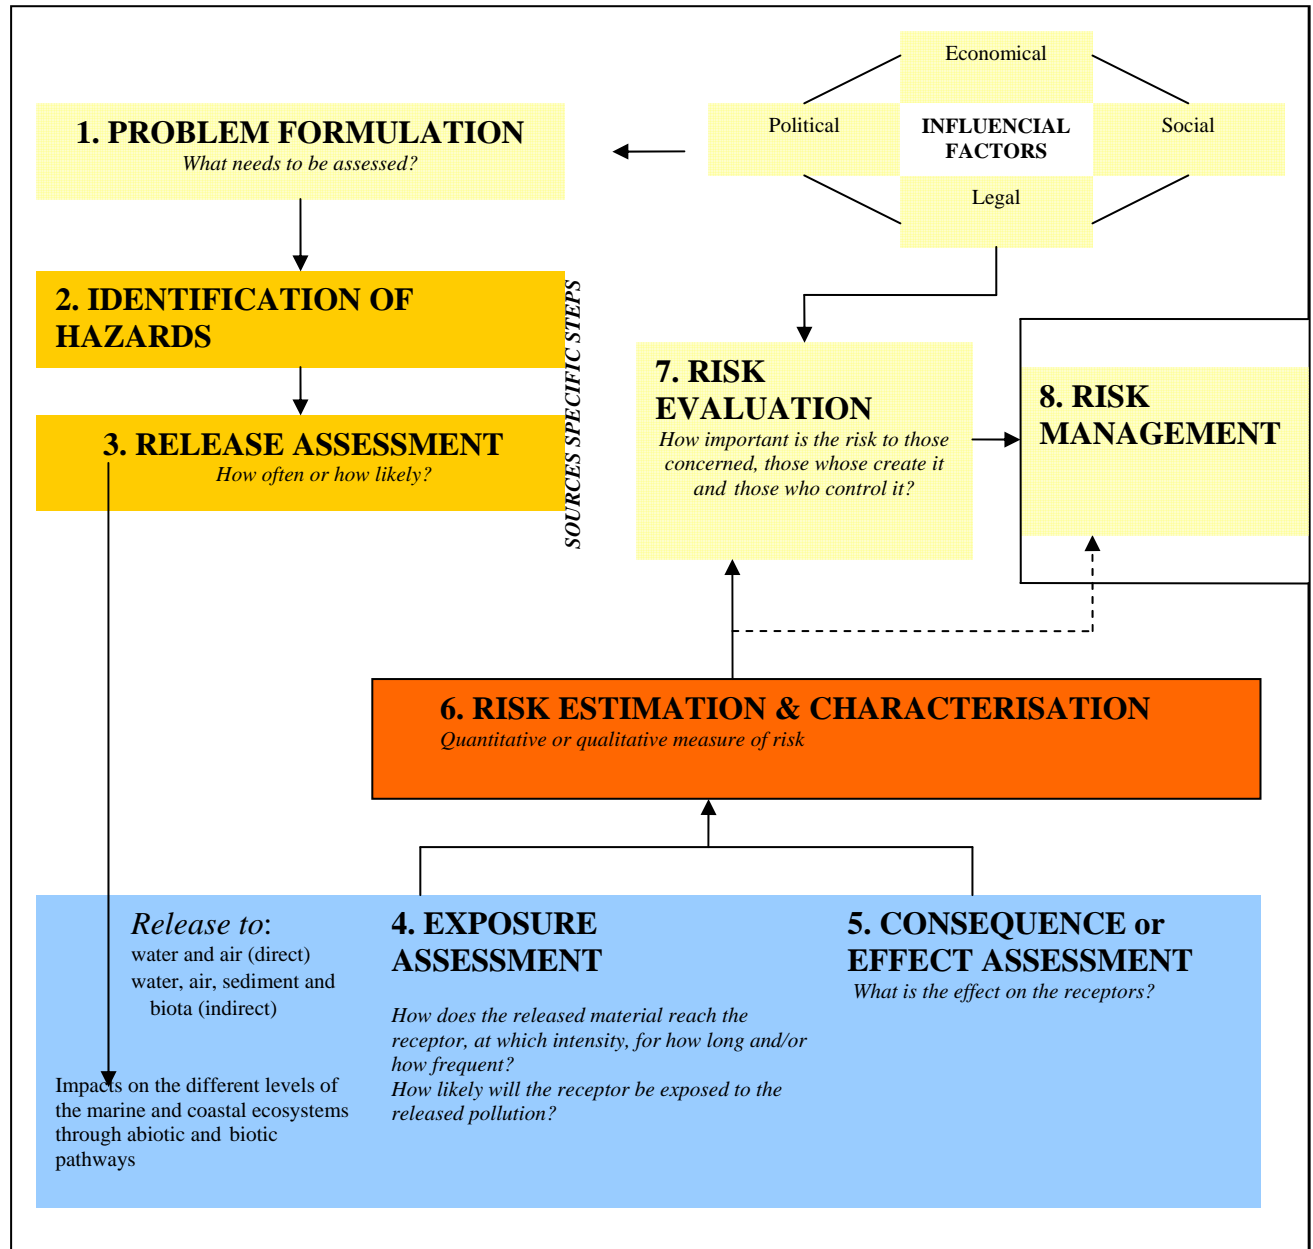 Economical
Political
INFLUENCIAL
FACTORS
Social
Legal
1. PROBLEM FORMULATION
What needs to be assessed?
2. IDENTIFICATION OF
HAZARDS
3. RELEASE ASSESSMENT
How often or how likely?
SOURCES SPECIFIC STEPS
7. RISK
EVALUATION
How important is the risk to those
concerned, those whose create it
and those who control it?
8. RISK
MANAGEMENT
6. RISK ESTIMATION & CHARACTERISATION
Quantitative or qualitative measure of risk
Release to:
water and air (direct)
water, air, sediment and
biota (indirect)
Impacts on the different levels of
the marine and coastal ecosystems
through abiotic and biotic
pathways
4. EXPOSURE
ASSESSMENT
How does the released material reach the
receptor, at which intensity, for how long and/or
how frequent?
How likely will the receptor be exposed to the
released pollution?
5. CONSEQUENCE or
EFFECT ASSESSMENT
What is the effect on the receptors?